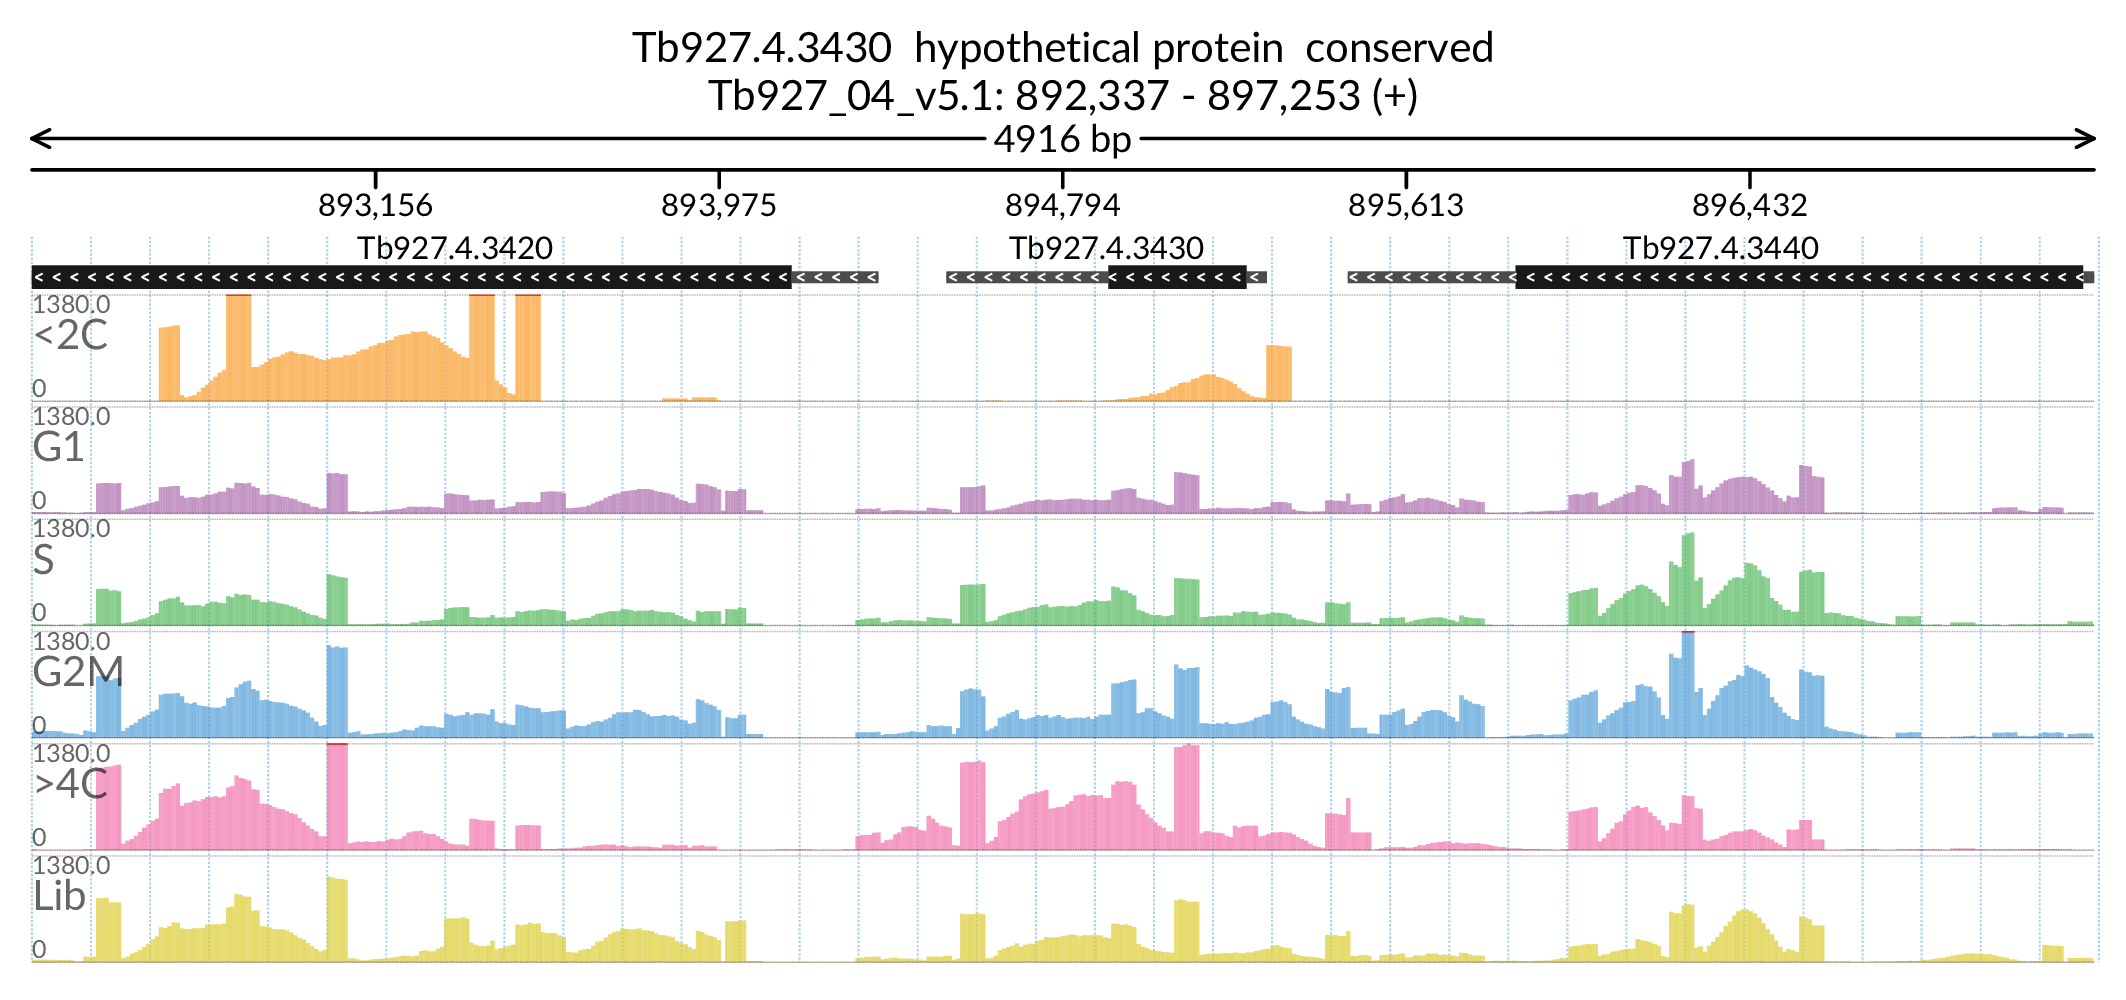 Tb927.4.3430 hypothetical protein conserved
Tb927_04_v5.1: 892,337 - 897,253 (+)
4916 bp
893,156 893,975 894,794 895,613 896,432
Tb927.4.3420 Tb927.4.3430 Tb927.4.3440
1380.0
<2C
0
1380.0
G1
0
1380.0
S
0
1380.0
G2M
0
1380.0
>4C
0
1380.0
Lib
0